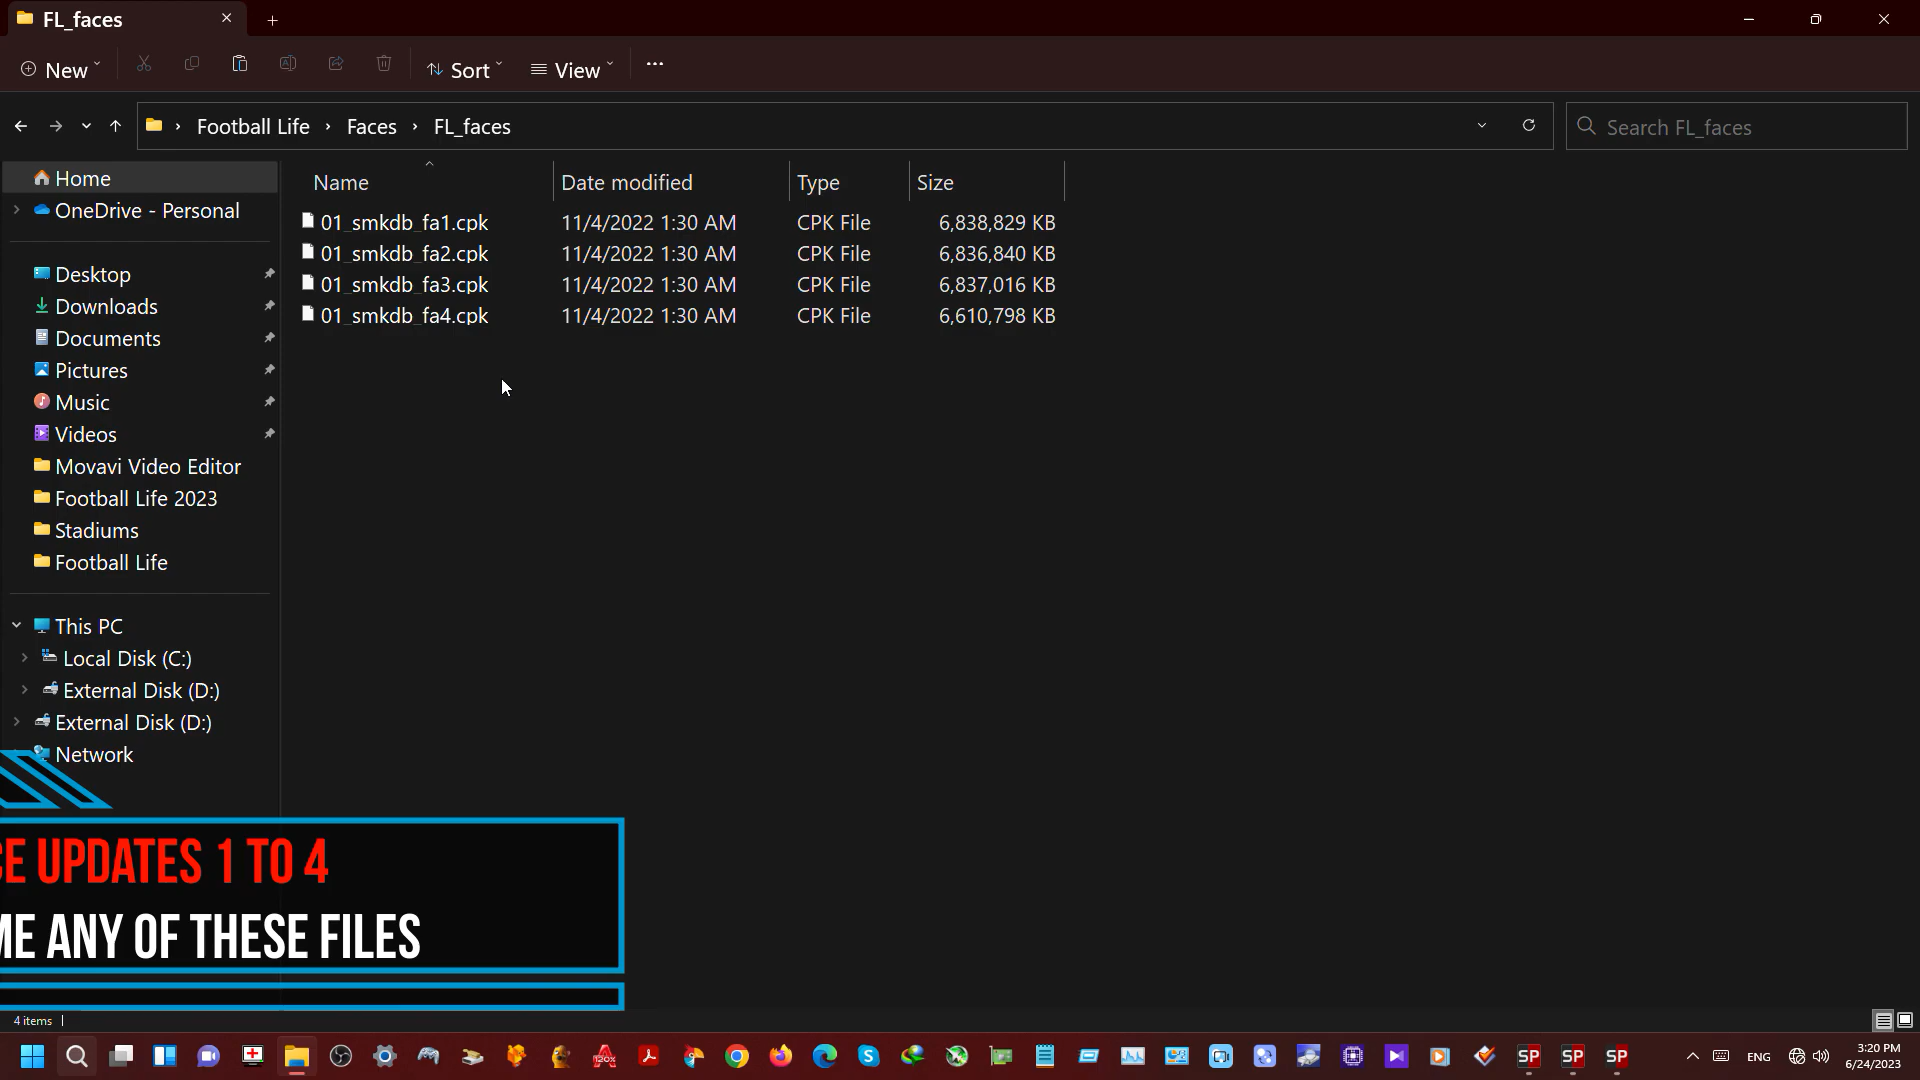 FL_faces
New
Sort
View
Football Life
Faces
FL_faces
Search FL_faces
Home
OneDrive - Personal
Desktop
Downloads
Documents
Pictures
Music
Videos
Movavi Video Editor
Football Life 2023
Stadiums
Football Life
This PC
Local Disk (C:)
External Disk (D:)
External Disk (D:)
Network
Name Date modified Type Size
01_smkdb_fa1.cpk 11/4/2022 1:30 AM CPK File 6,838,829 KB
01_smkdb_fa2.cpk 11/4/2022 1:30 AM CPK File 6,836,840 KB
01_smkdb_fa3.cpk 11/4/2022 1:30 AM CPK File 6,837,016 KB
01_smkdb_fa4.cpk 11/4/2022 1:30 AM CPK File 6,610,798 KB
CE UPDATES 1 TO 4
ME ANY OF THESE FILES
4 items
120%
SP
SP
SP
ENG
3:20 PM
6/24/2023